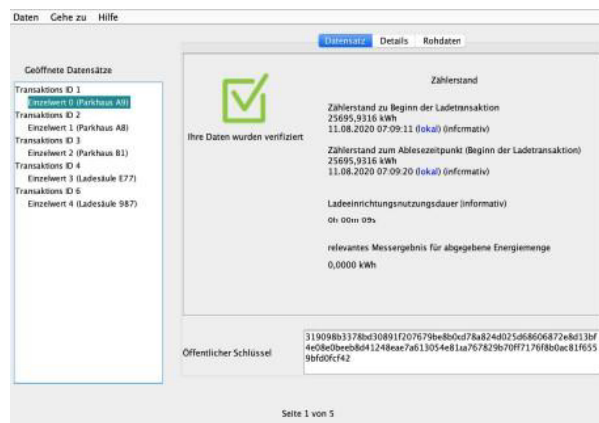 Daten Gehe zu Hilfe
Datensatz Details Rohdaten
Geöffnete Datensätze
Transaktions ID 1
Einzelwert 0 (Parkhaus A9)
Transaktions ID 2
Einzelwert 1 (Parkhaus A8)
Transaktions ID 3
Einzelwert 2 (Parkhaus B1)
Transaktions ID 4
Einzelwert 3 (Ladesäule E77)
Transaktions ID 6
Einzelwert 4 (Ladesäule 987)
Ihre Daten wurden verifiziert
Zählerstand
Zählerstand zu Beginn der Ladetransaktion
25695,9316 kWh
11.08.2020 07:09:11 (lokal) (informativ)
Zählerstand zum Ablesezeitpunkt (Beginn der Ladetransaktion)
25695,9316 kWh
11.08.2020 07:09:20 (lokal) (informativ)
Ladeeinrichtungsnutzungsdauer (informativ)
0h 00m 09s
relevantes Messergebnis für abgegebene Energiemenge
0,0000 kWh
Öffentlicher Schlüssel
Seite 1 von 5